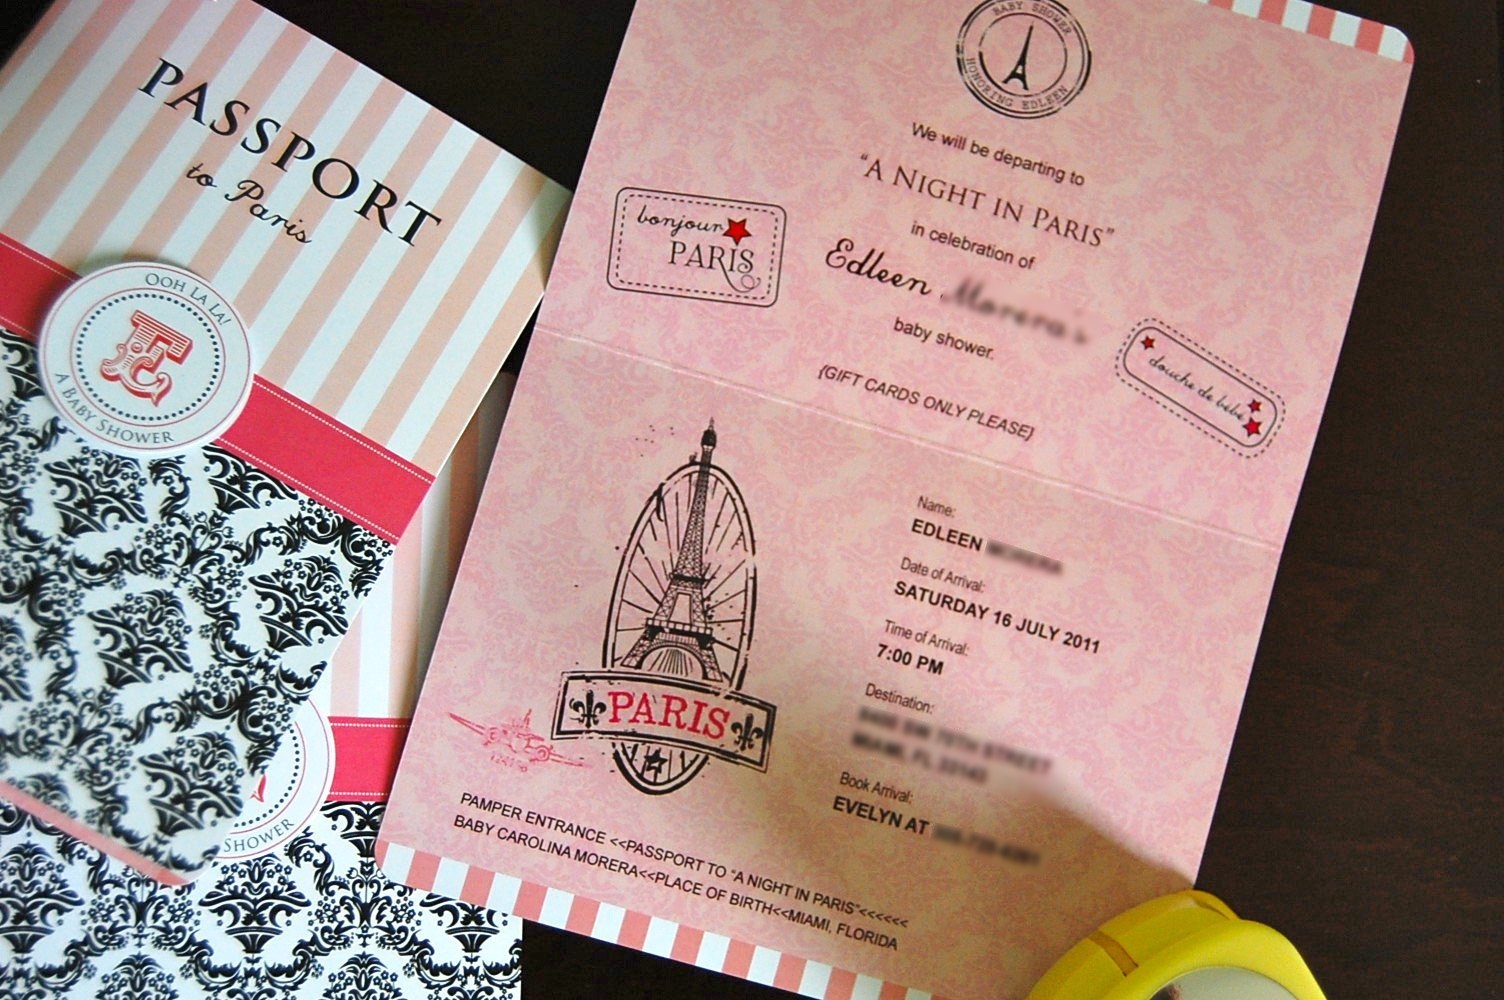 PASSPORT
to Paris
OOH LA LA!
E
A BABY SHOWER
SHOWER
BABY SHOWER
HONORING EDLEEN
We will be departing to
"A NIGHT IN PARIS"
in celebration of
Edleen
baby shower.
{GIFT CARDS ONLY PLEASE}
bonjour
PARIS
douche de bébé
PARIS
Name:
EDLEEN
Date of Arrival:
SATURDAY 16 JULY 2011
Time of Arrival:
7:00 PM
Destination:
Book Arrival:
EVELYN AT
PAMPER ENTRANCE <<PASSPORT TO "A NIGHT IN PARIS"<<<<<<
BABY CAROLINA MORERA<<PLACE OF BIRTH<<MIAMI, FLORIDA